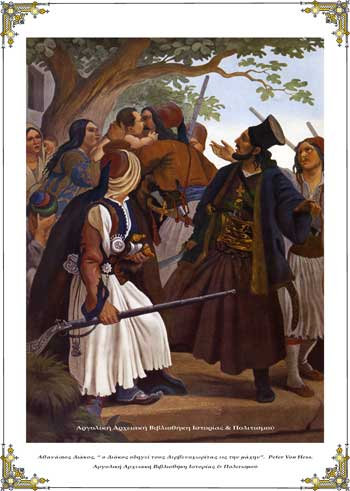 Αργολική Αρχειακή Βιβλιοθήκη Ιστορίας & Πολιτισμού
Αθανάσιος Διάκος, “ ο Διάκος οδηγεί τους Δερβενοχωρίτας εις την μάχην”. Peter Von Hess.
Αργολική Αρχειακή Βιβλιοθήκη Ιστορίας & Πολιτισμού